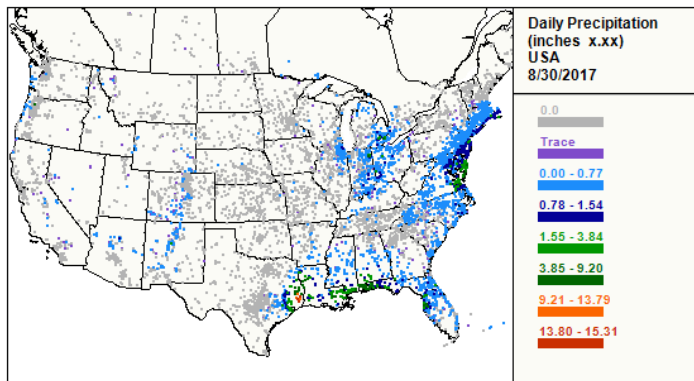 Daily Precipitation
(inches x.xx)
USA
8/30/2017
0.0
Trace
0.00 - 0.77
0.78 - 1.54
1.55 - 3.84
3.85 - 9.20
9.21 - 13.79
13.80 - 15.31